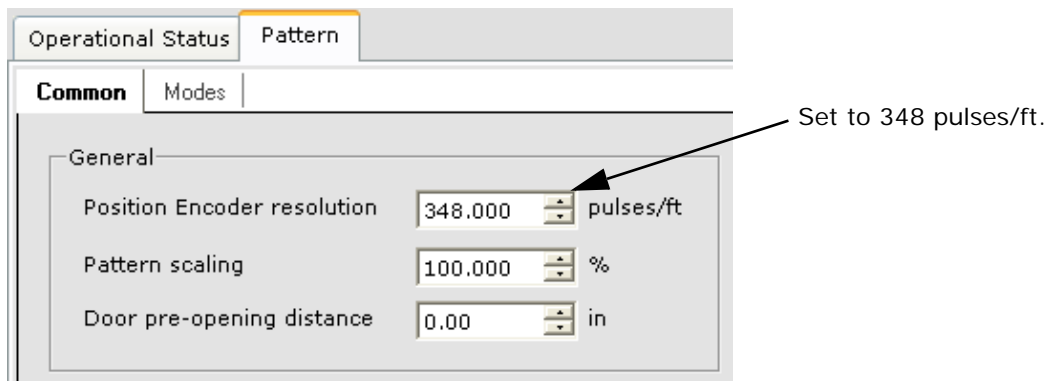 Operational Status Pattern
Common Modes
Set to 348 pulses/ft.
General
Position Encoder resolution 348.000 pulses/ft
Pattern scaling 100.000 %
Door pre-opening distance 0.00 in